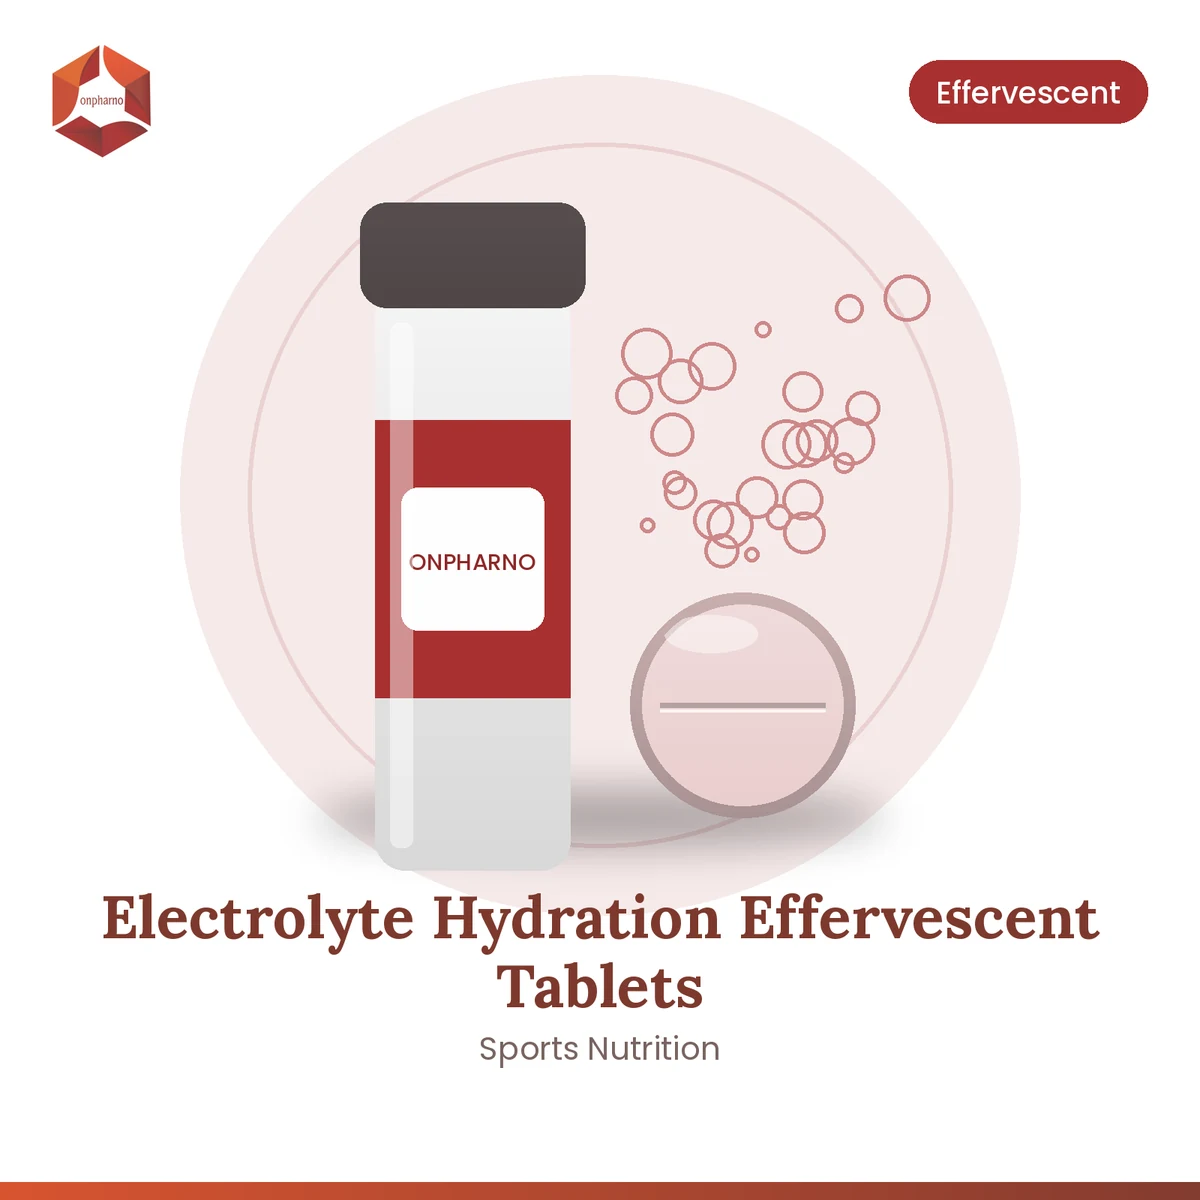 onpharno
Effervescent
ONPHARNO
Electrolyte Hydration Effervescent
Tablets
Sports Nutrition